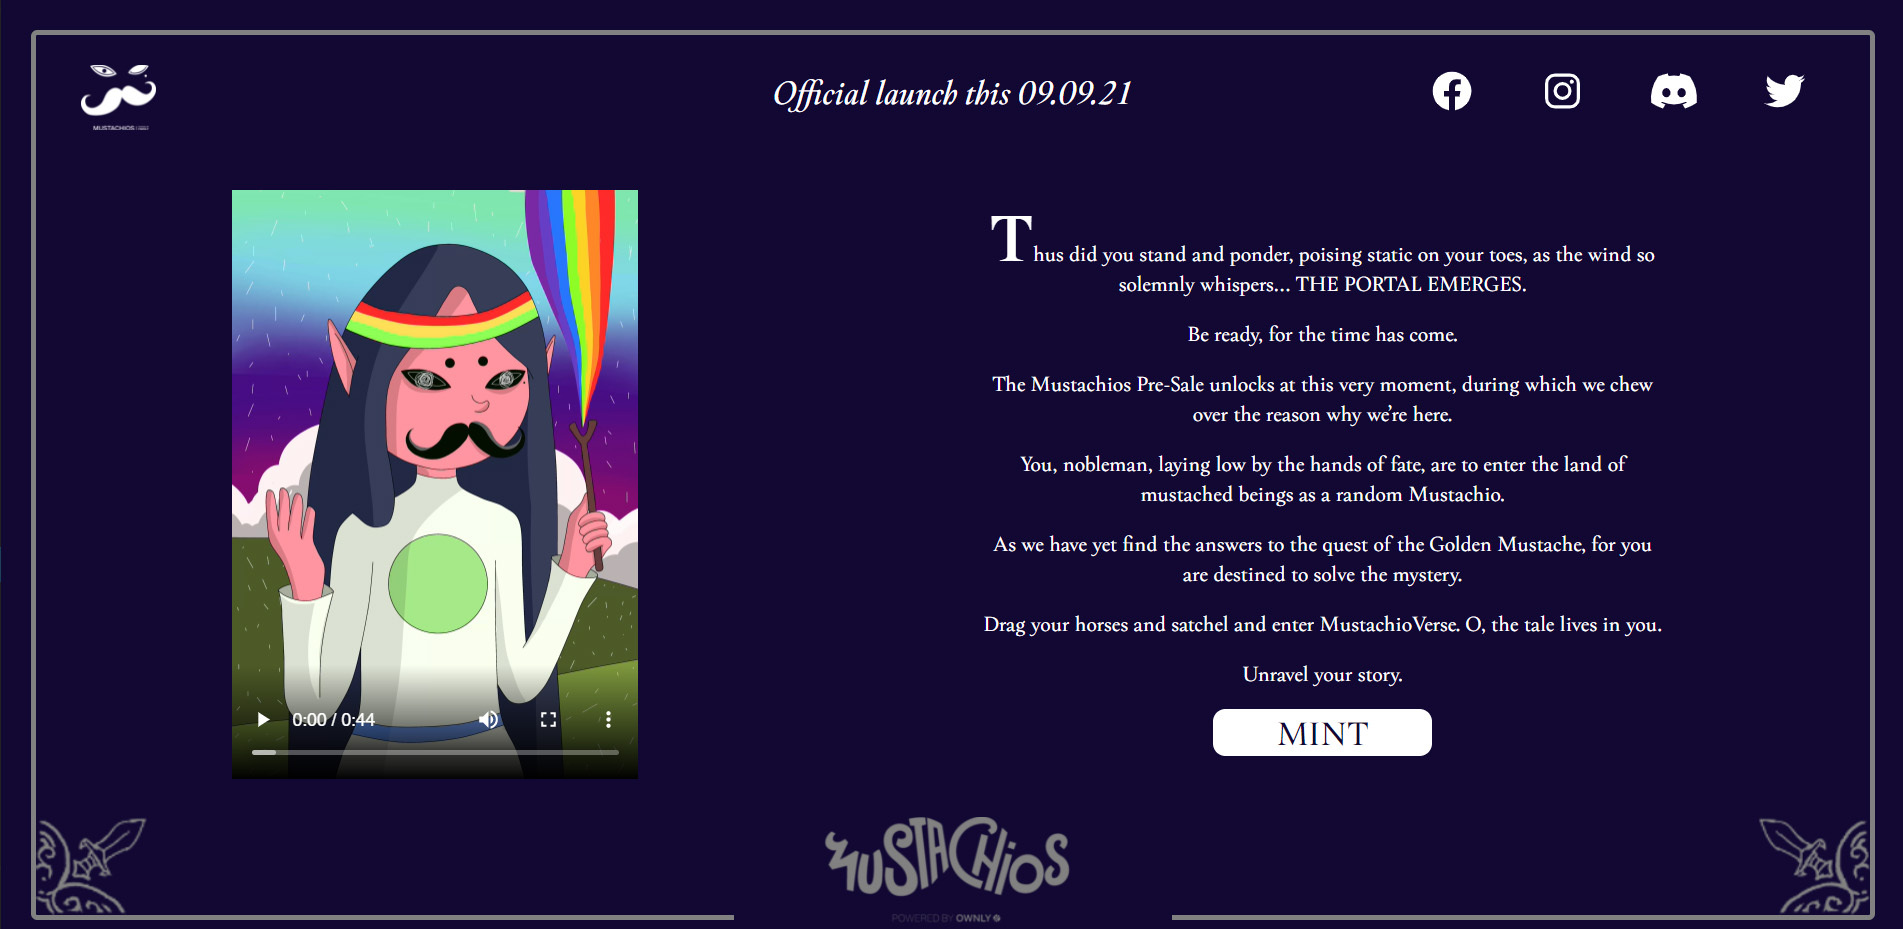 Official launch this 09.09.21
MUSTACHIOS
Thus did you stand and ponder, poising static on your toes, as the wind so
solemnly whispers... THE PORTAL EMERGES.
Be ready, for the time has come.
The Mustachios Pre-Sale unlocks at this very moment, during which we chew
over the reason why we’re here.
You, nobleman, laying low by the hands of fate, are to enter the land of
mustached beings as a random Mustachio.
As we have yet find the answers to the quest of the Golden Mustache, for you
are destined to solve the mystery.
Drag your horses and satchel and enter MustachioVerse. O, the tale lives in you.
Unravel your story.
MINT
0:00 / 0:44
MUSTACHIOS
POWERED BY OWNLY